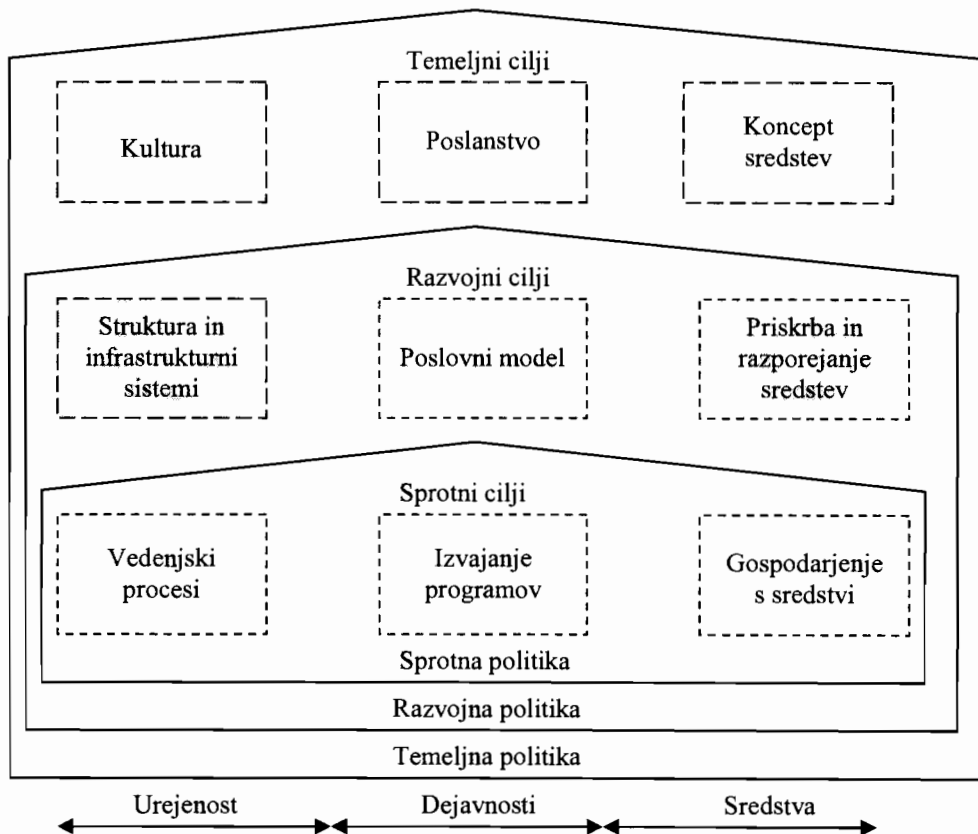 Temeljni cilji
Kultura
Poslanstvo
Koncept
sredstev
Razvojni cilji
Struktura in
infrastrukturni
sistemi
Poslovni model
Priskrba in
razporejanje
sredstev
Sprotni cilji
Vedenjski
procesi
Izvajanje
programov
Gospodarjenje
s sredstvi
Sprotna politika
Razvojna politika
Temeljna politika
Urejenost
Dejavnosti
Sredstva